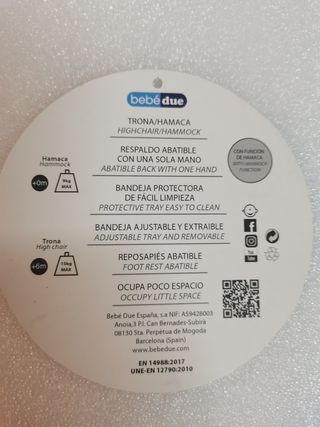 bebé due
TRONA/HAMACA
HIGHCHAIR/HAMMOCK
RESPALDO ABATIBLE
CON UNA SOLA MANO
ABATIBLE BACK WITH ONE HAND
CON FUNCIÓN
DE HAMACA
WITH HAMMOCK
FUNCTION
Hamaca
Hammock
+0m
9kg
MAX
BANDEJA PROTECTORA
DE FÁCIL LIMPIEZA
PROTECTIVE TRAY EASY TO CLEAN
BANDEJA AJUSTABLE Y EXTRAIBLE
ADJUSTABLE TRAY AND REMOVABLE
Trona
High chair
+6m
15kg
MAX
REPOSAPIÉS ABATIBLE
FOOT REST ABATIBLE
You
Tube
OCUPA POCO ESPACIO
OCCUPY LITTLE SPACE
Bebé Due España, s.a NIF: A59428003
Anoia,3 P.I. Can Bernades-Subirà
08130 Sta. Perpètua de Mogoda
Barcelona (Spain)
www.bebedue.com
EN 14988:2017
UNE-EN 12790:2010